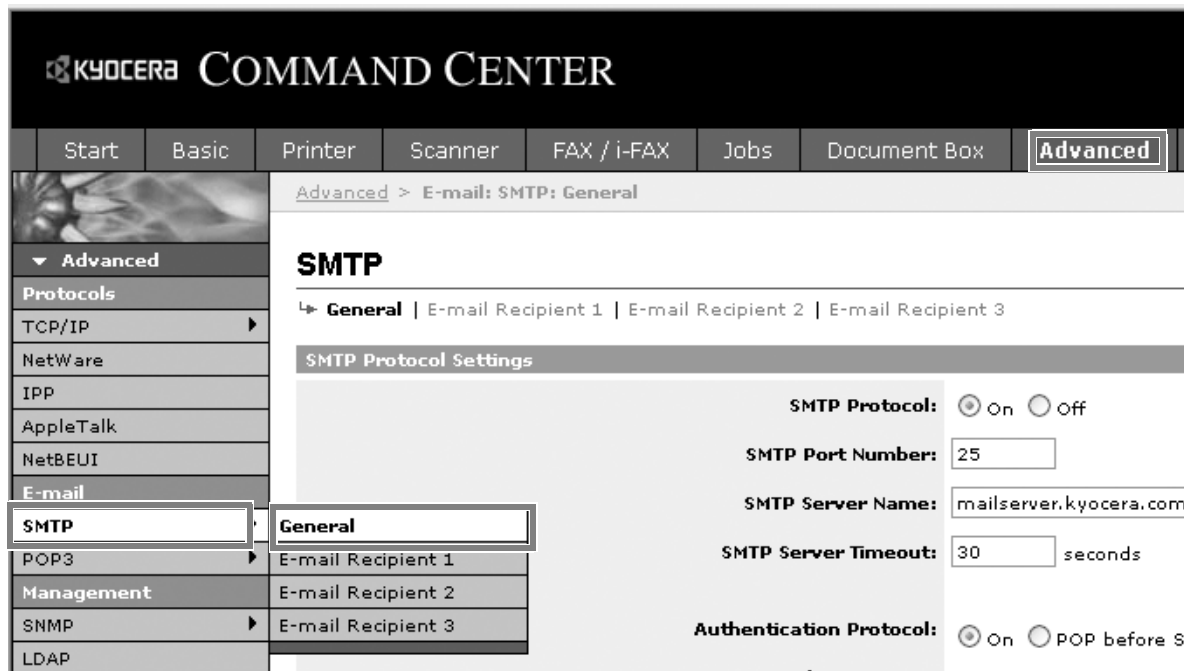 KYOCERA COMMAND CENTER
Start Basic Printer Scanner FAX / i-FAX Jobs Document Box Advanced
Advanced > E-mail: SMTP: General
Advanced
Protocols
TCP/IP
NetWare
IPP
AppleTalk
NetBEUI
E-mail
SMTP
POP3
Management
SNMP
LDAP
General
E-mail Recipient 1
E-mail Recipient 2
E-mail Recipient 3
SMTP
General | E-mail Recipient 1 | E-mail Recipient 2 | E-mail Recipient 3
SMTP Protocol Settings
SMTP Protocol: On Off
SMTP Port Number: 25
SMTP Server Name: mailserver.kyocera.com
SMTP Server Timeout: 30 seconds
Authentication Protocol: On POP before S